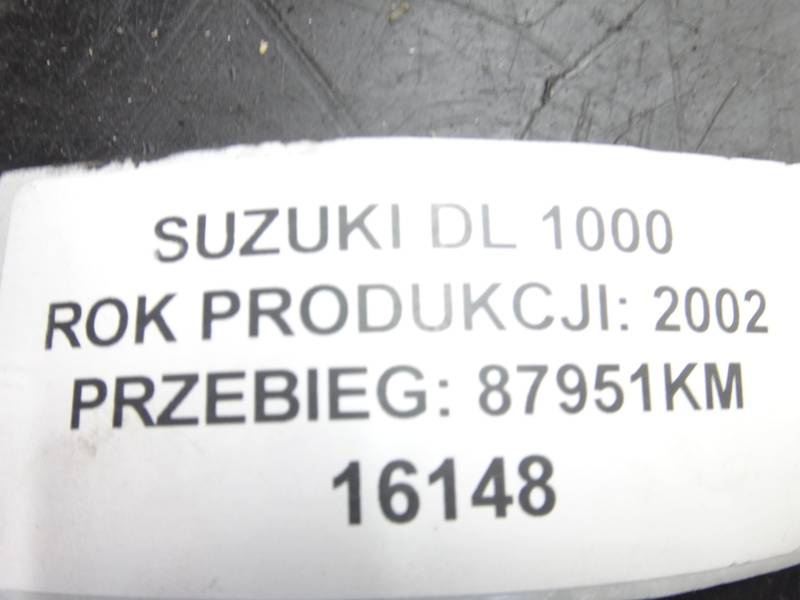 SUZUKI DL 1000
ROK PRODUKCJI: 2002
PRZEBIEG: 87951KM
16148